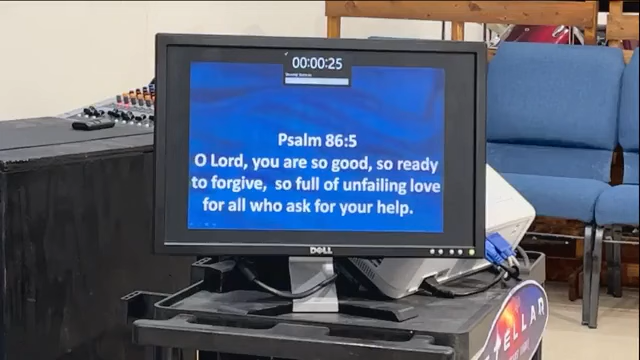 00:00:25
Psalm 86:5
O Lord, you are so good, so ready
to forgive, so full of unfailing love
for all who ask for your help.
DELL
TELLAR